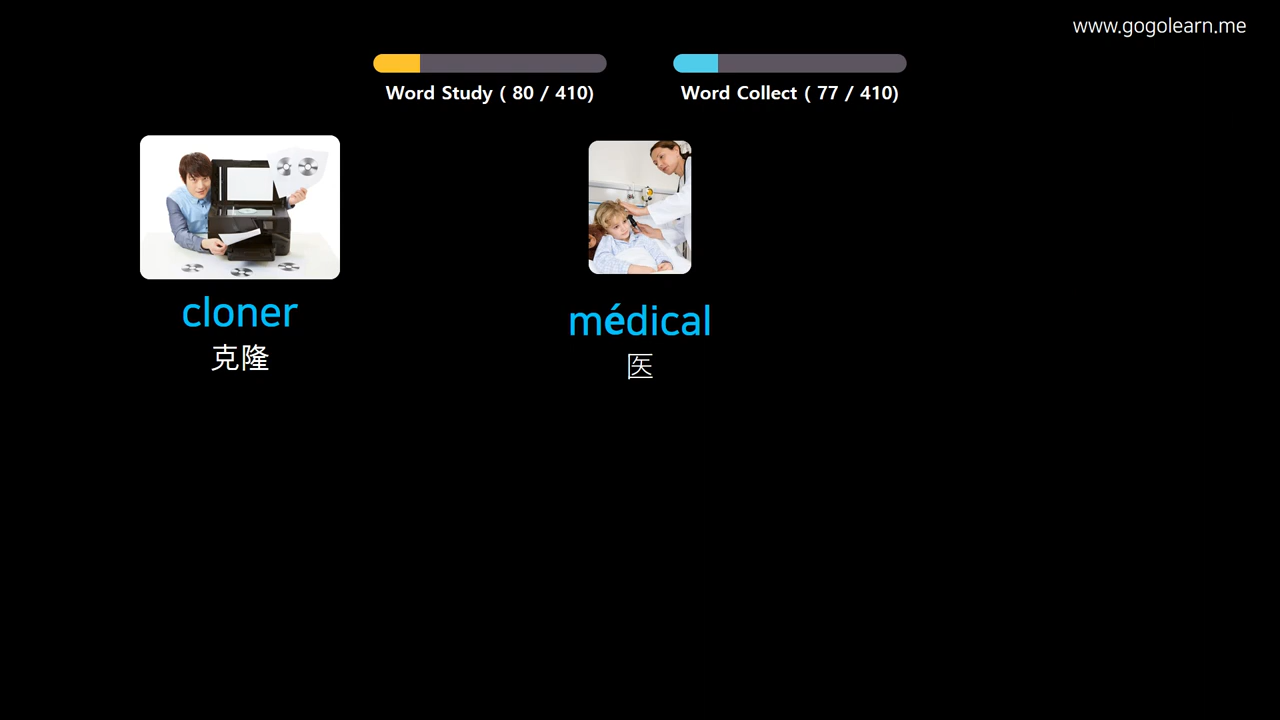 www.gogolearn.me
Word Study ( 80 / 410)
Word Collect ( 77 / 410)
cloner
克隆
médical
医